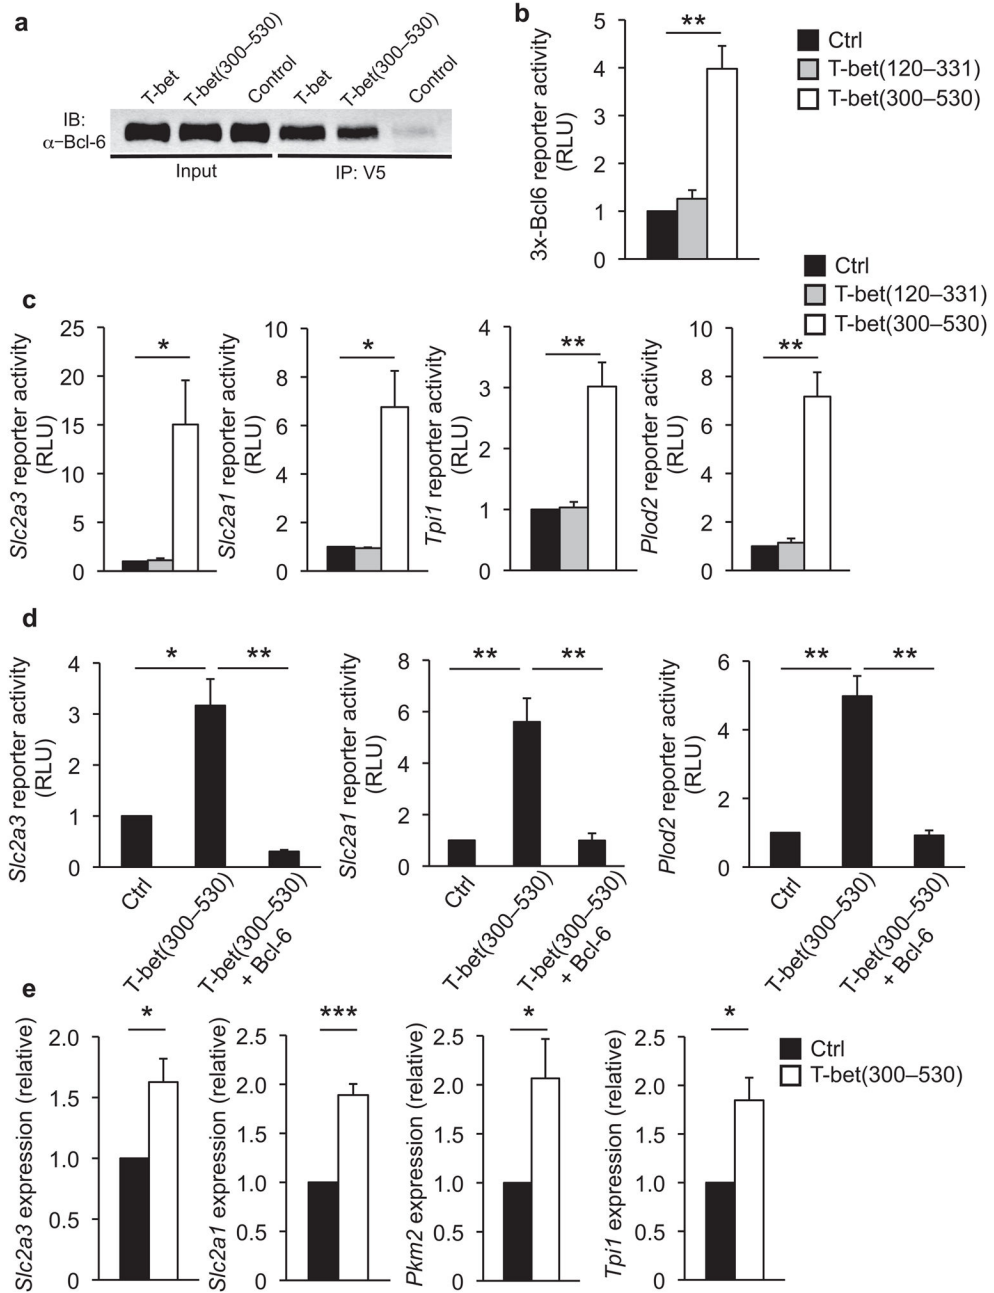 a
T-bet
T-bet(300–530)
Control
T-bet
T-bet(300–530)
Control
IB:
α–Bcl-6
Input
IP: V5
b
3x-Bcl6 reporter activity
(RLU)
5
4
3
2
1
0
**
Ctrl
T-bet(120–331)
T-bet(300–530)
c
Ctrl
T-bet(120–331)
T-bet(300–530)
Slc2a3 reporter activity
(RLU)
25
20
15
10
5
0
*
Slc2a1 reporter activity
(RLU)
10
8
6
4
2
0
*
Tpi1 reporter activity
(RLU)
4
3
2
1
0
**
Plod2 reporter activity
(RLU)
10
8
6
4
2
0
**
d
Slc2a3 reporter activity
(RLU)
4
3
2
1
0
*
**
Ctrl
T-bet(300–530)
T-bet(300–530)
+ Bcl-6
Slc2a1 reporter activity
(RLU)
8
6
4
2
0
**
**
Ctrl
T-bet(300–530)
T-bet(300–530)
+ Bcl-6
Plod2 reporter activity
(RLU)
6
4
2
0
**
**
Ctrl
T-bet(300–530)
T-bet(300–530)
+ Bcl-6
e
Slc2a3 expression (relative)
2.0
1.5
1.0
0.5
0
*
Slc2a1 expression (relative)
2.5
2.0
1.5
1.0
0.5
0
***
Pkm2 expression (relative)
2.5
2.0
1.5
1.0
0.5
0
*
Tpi1 expression (relative)
2.5
2.0
1.5
1.0
0.5
0
*
Ctrl
T-bet(300–530)